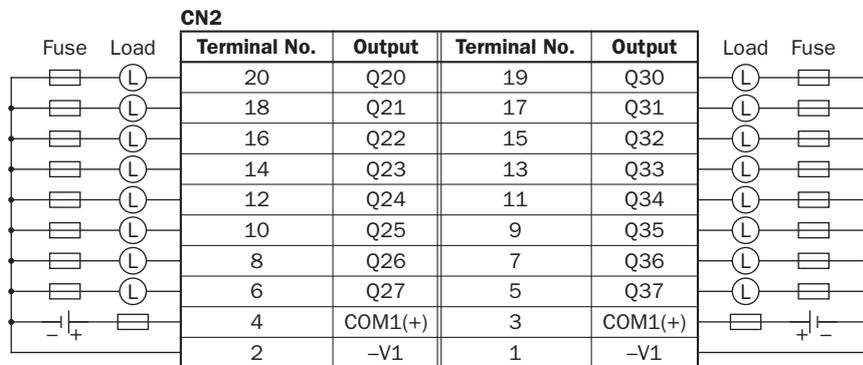 CN2
Fuse Load Terminal No. Output Terminal No. Output Load Fuse
L 20 Q20 19 Q30 L
L 18 Q21 17 Q31 L
L 16 Q22 15 Q32 L
L 14 Q23 13 Q33 L
L 12 Q24 11 Q34 L
L 10 Q25 9 Q35 L
L 8 Q26 7 Q36 L
L 6 Q27 5 Q37 L
– + 4 COM1(+) 3 COM1(+) + –
2 –V1 1 –V1